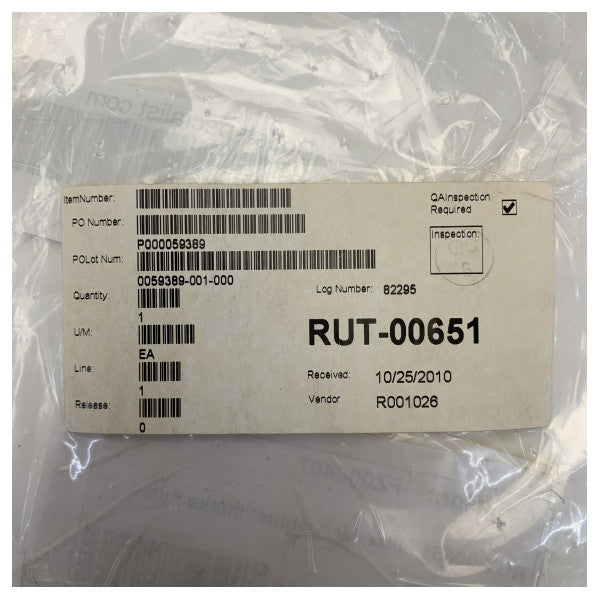 ItemNumber:
QAInspection
Required
PO Number:
P000059389
Inspection:
POLot Num:
0059389-001-000
Log Number: 82295
Quantity:
1
RUT-00651
U/M:
EA
Received: 10/25/2010
Line:
1
Vendor R001026
Release:
0